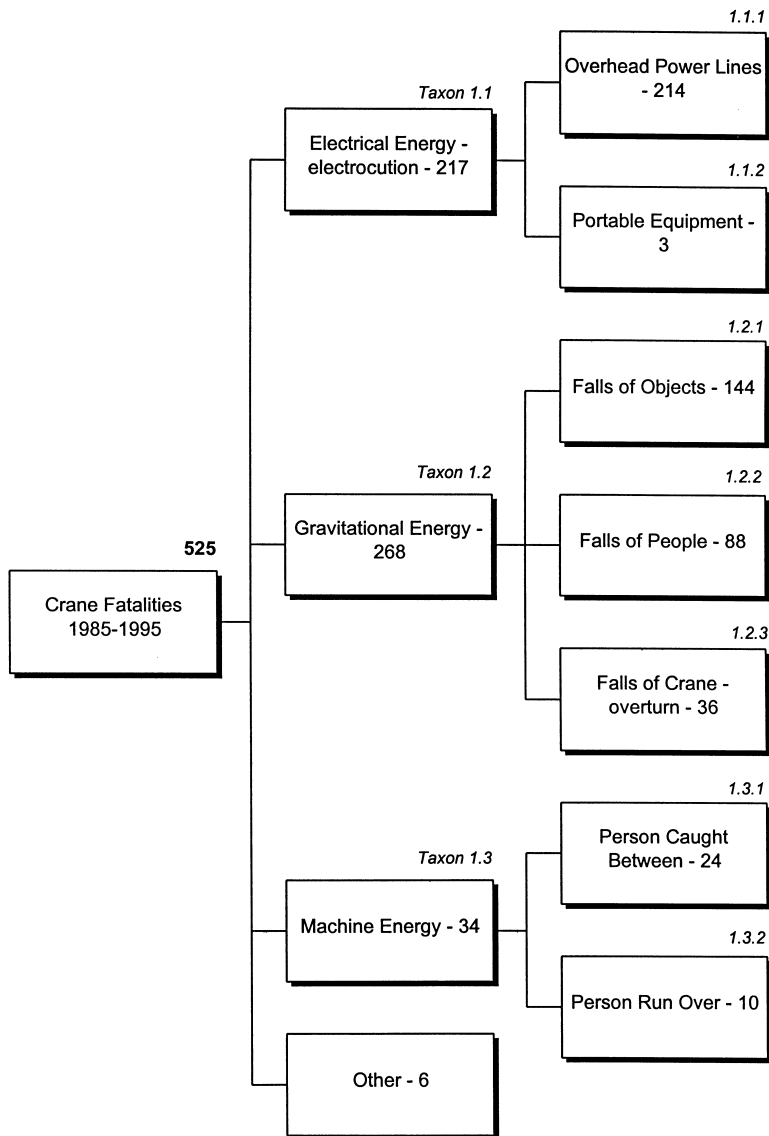 1.1.1
Overhead Power Lines
- 214
Taxon 1.1
Electrical Energy -
electrocution - 217
1.1.2
Portable Equipment -
3
1.2.1
Falls of Objects - 144
Taxon 1.2
Gravitational Energy -
268
1.2.2
Falls of People - 88
525
Crane Fatalities
1985-1995
1.2.3
Falls of Crane -
overturn - 36
1.3.1
Person Caught
Between - 24
Taxon 1.3
Machine Energy - 34
1.3.2
Person Run Over - 10
Other - 6